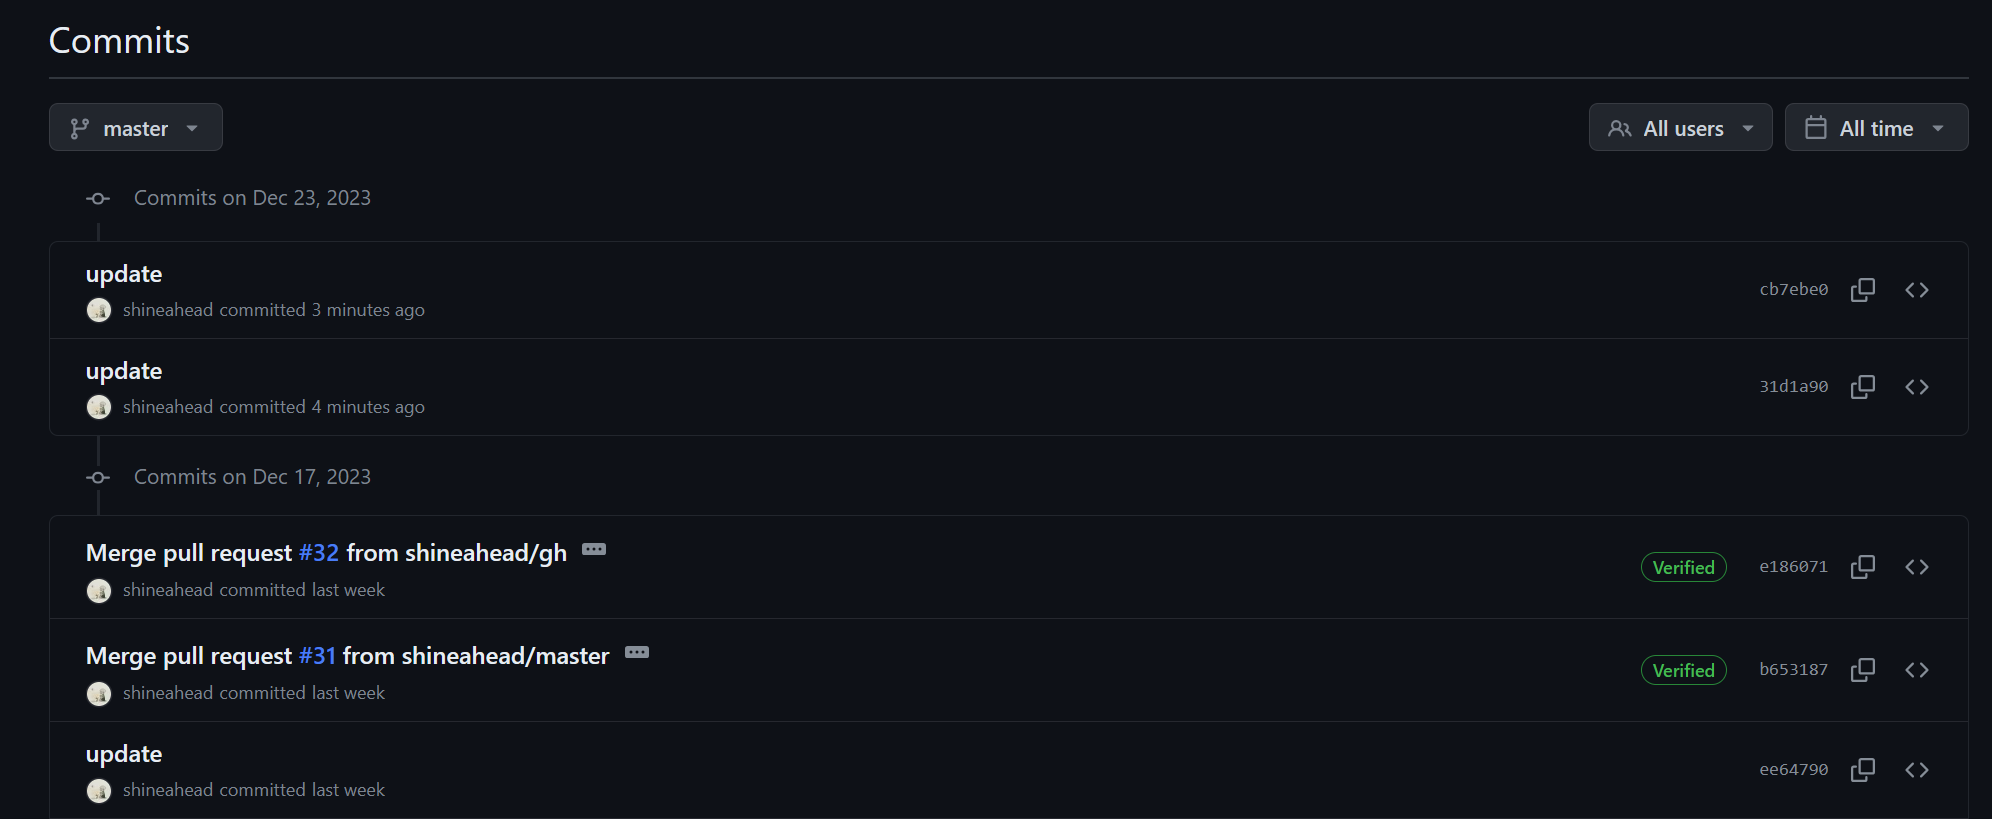 Commits
master
All users
All time
Commits on Dec 23, 2023
update
cb7ebe0
shineahead committed 3 minutes ago
update
31d1a90
shineahead committed 4 minutes ago
Commits on Dec 17, 2023
Merge pull request #32 from shineahead/gh
Verified
e186071
shineahead committed last week
Merge pull request #31 from shineahead/master
Verified
b653187
shineahead committed last week
update
ee64790
shineahead committed last week